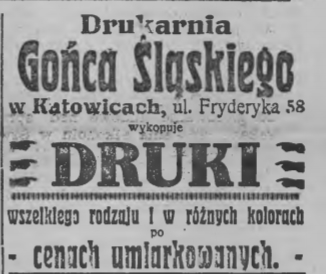 Drukarnia
Gońca Śląskiego
w Katowicach, ul. Fryderyka 58
wykonuje
DRUKI
wszelkiego rodzaju i w różnych kolorach
po
- cenach umiarkowanych. -